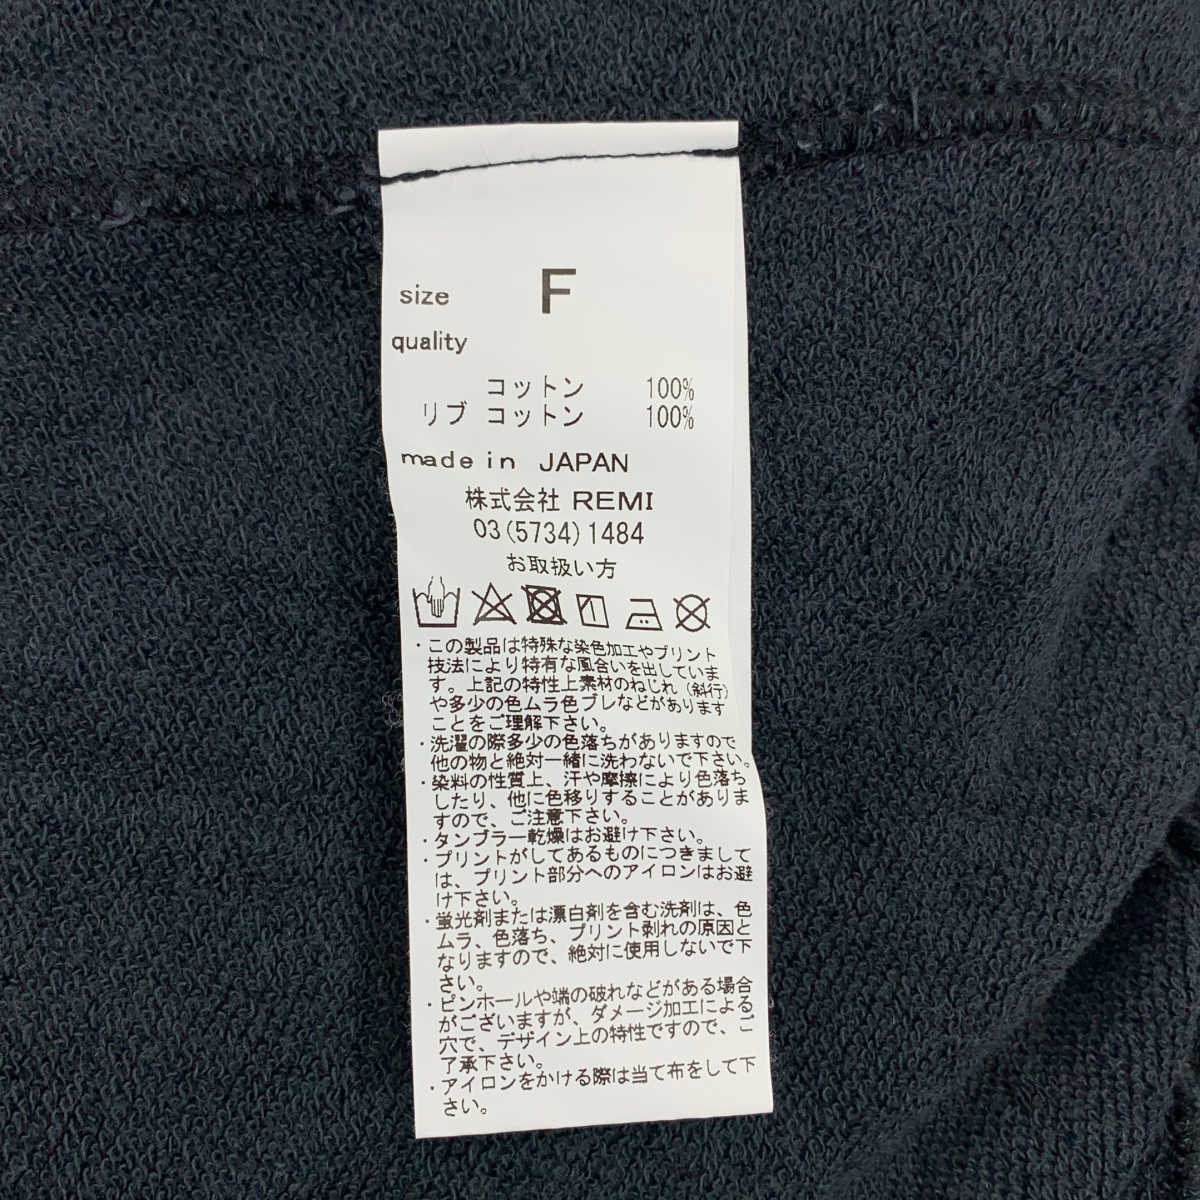 size F
quality
コットン 100%
リブ コットン 100%
made in JAPAN
株式会社 REMI
03(5734)1484
お取扱い方
・この製品は特殊な染色加工やプリント
技法により特有な風合いを出していま
す。上記の特性上素材のねじれ(斜行)
や多少の色ムラ色ブレなどがあります
ことをご理解下さい。
・洗濯の際多少の色落ちがありますので
他の物と絶対一緒に洗わないで下さい。
・染料の性質上、汗や摩擦により色落ち
したり、他に色移りすることがありま
すので、ご注意下さい。
・タンブラー乾燥はお避け下さい。
・プリントがしてあるものにつきまして
は、プリント部分へのアイロンはお避
け下さい。
・蛍光剤または漂白剤を含む洗剤は、色
ムラ、色落ち、プリント剥れの原因と
なりますので、絶対に使用しないで下
さい。
・ピンホールや端の破れなどがある場合
がございますが、ダメージ加工による
穴で、デザイン上の特性ですので、ご
了承下さい。
・アイロンをかける際は当て布をして下
さい。